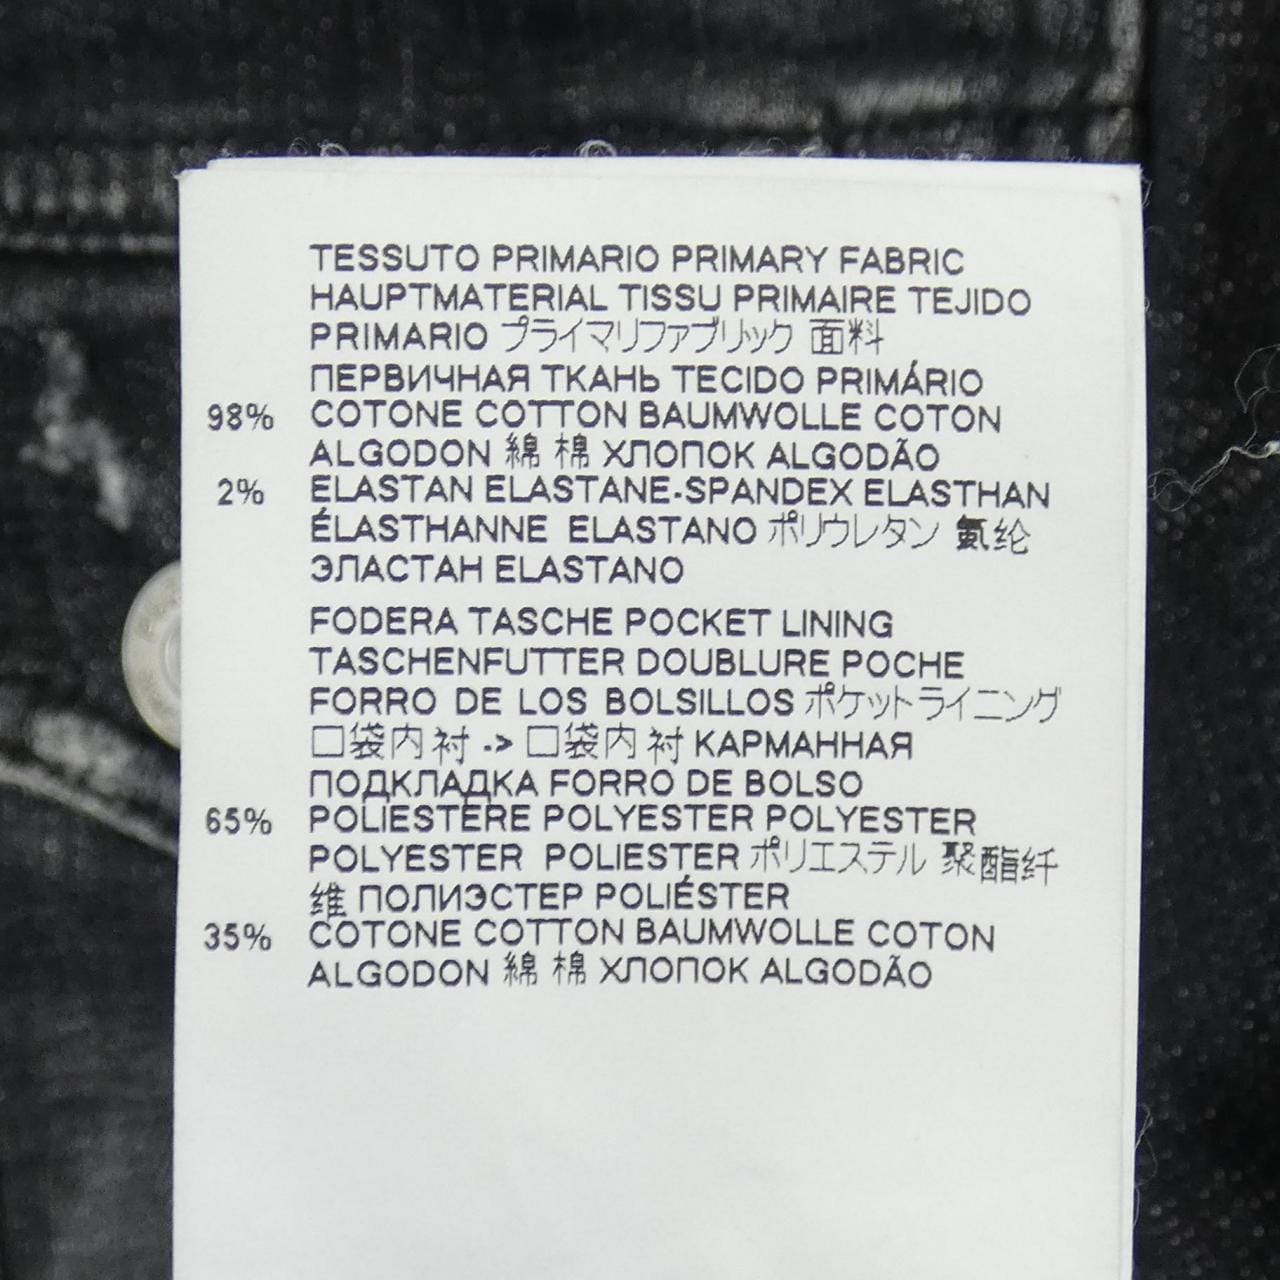 TESSUTO PRIMARIO PRIMARY FABRIC
HAUPTMATERIAL TISSU PRIMAIRE TEJIDO
PRIMARIO プライマリファブリック 面料
ПЕРВИЧНАЯ ТКАНЬ TECIDO PRIMÁRIO
98% COTONE COTTON BAUMWOLLE COTON
ALGODON 綿 棉 ХЛОПОК ALGODÃO
2% ELASTAN ELASTANE-SPANDEX ELASTHAN
ÉLASTHANNE ELASTANO ポリウレタン 氨纶
ЭЛАСТАН ELASTANO
FODERA TASCHE POCKET LINING
TASCHENFUTTER DOUBLURE POCHE
FORRO DE LOS BOLSILLOS ポケットライニング
口袋内衬 -> 口袋内衬 КАРМАННАЯ
ПОДКЛАДКА FORRO DE BOLSO
65% POLIESTERE POLYESTER POLYESTER
POLYESTER POLIESTER ポリエステル 聚酯纤
维 ПОЛИЭСТЕР POLIÉSTER
35% COTONE COTTON BAUMWOLLE COTON
ALGODON 綿 棉 ХЛОПОК ALGODÃO